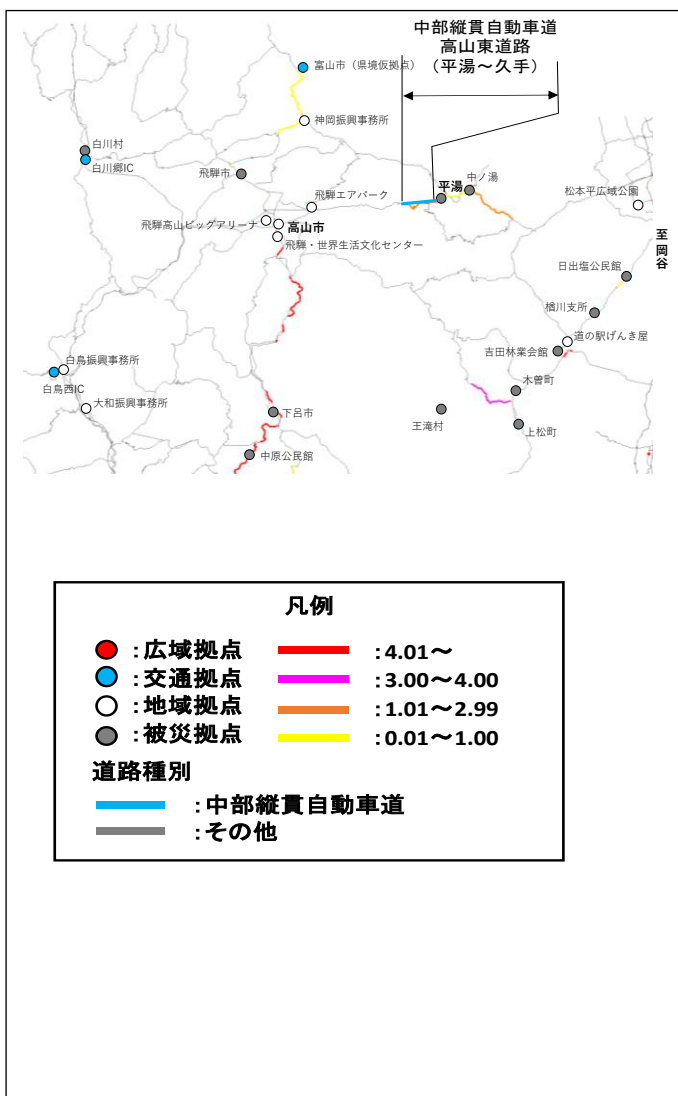 中部縦貫自動車道
高山東道路
(平湯～久手)
富山市（県境仮拠点）
神岡振興事務所
白川村
白川郷IC
飛騨市
中ノ湯
平湯
松本平広域公園
飛騨エアパーク
飛騨高山ビッグアリーナ
高山市
飛騨・世界生活文化センター
至岡谷
日出塩公民館
楢川支所
道の駅げんき屋
吉田林業会館
白鳥振興事務所
白鳥西IC
木曽町
大和振興事務所
下呂市
王滝村
上松町
中原公民館
凡例
：広域拠点
：4.01～
：交通拠点
：3.00～4.00
：地域拠点
：1.01～2.99
：被災拠点
：0.01～1.00
道路種別
：中部縦貫自動車道
：その他